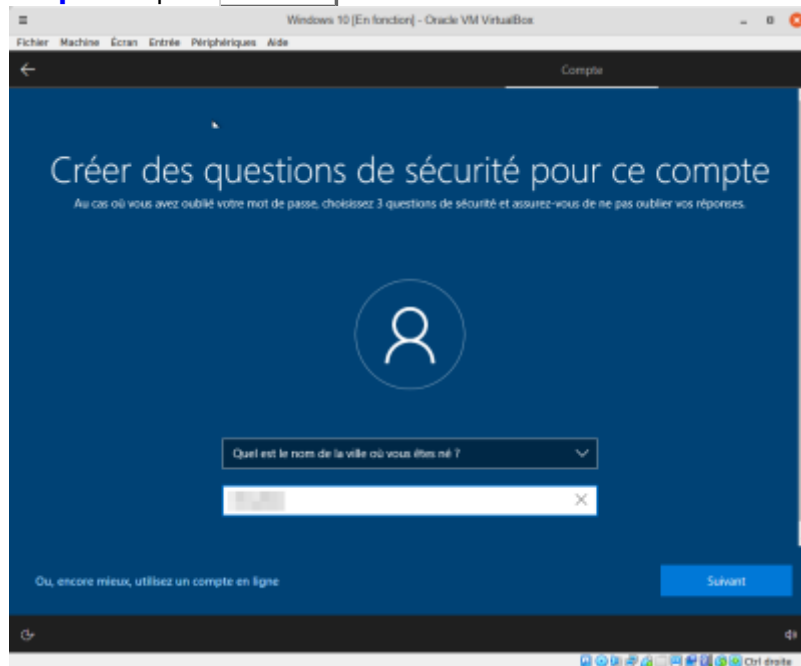 Windows 10 [En fonction] - Oracle VM VirtualBox
Fichier Machine Écran Entrée Périphériques Aide
Compte
Créer des questions de sécurité pour ce compte
Au cas où vous avez oublié votre mot de passe, choisissez 3 questions de sécurité et assurez-vous de ne pas oublier vos réponses.
Quel est le nom de la ville où vous êtes né ?
Ou, encore mieux, utilisez un compte en ligne
Suivant
Ctrl droite